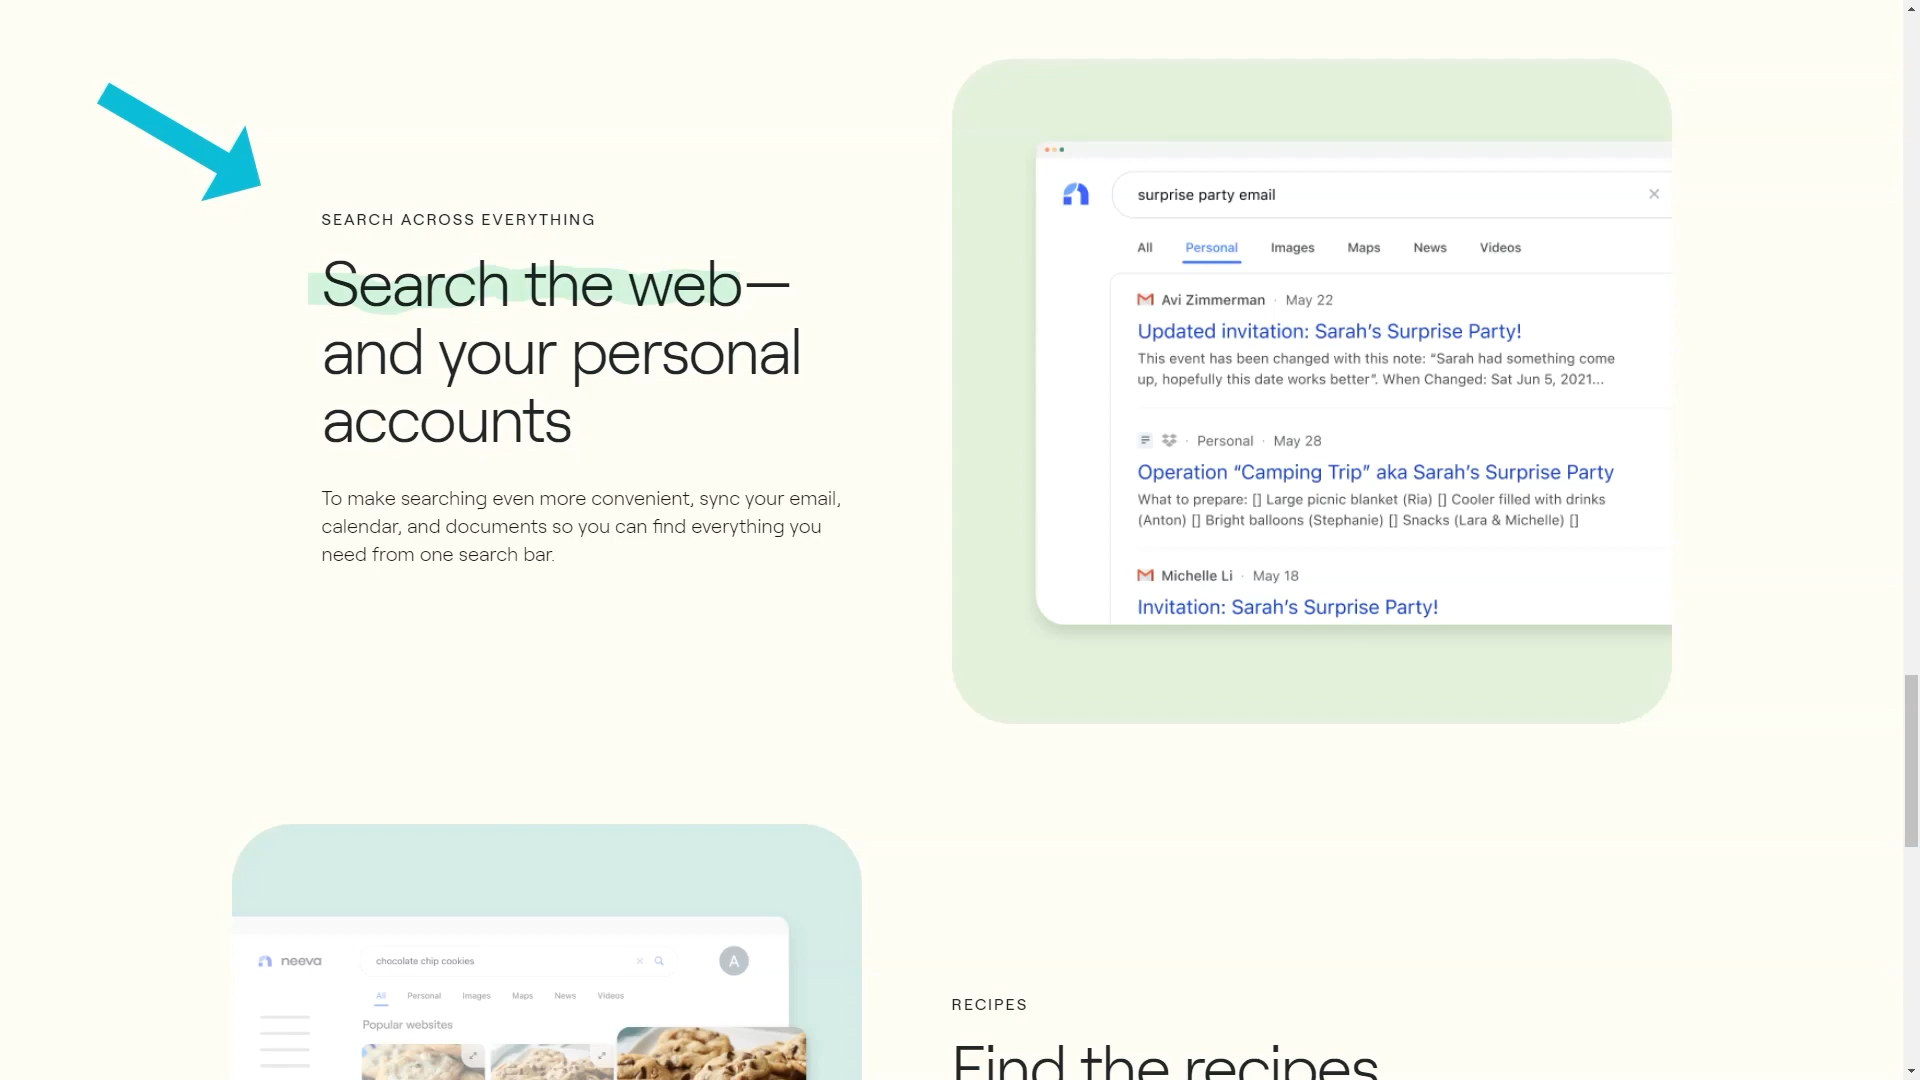 SEARCH ACROSS EVERYTHING
Search the web—
and your personal
accounts
To make searching even more convenient, sync your email,
calendar, and documents so you can find everything you
need from one search bar.
surprise party email
All Personal Images Maps News Videos
Avi Zimmerman · May 22
Updated invitation: Sarah’s Surprise Party!
This event has been changed with this note: “Sarah had something come
up, hopefully this date works better”. When Changed: Sat Jun 5, 2021...
· Personal · May 28
Operation “Camping Trip” aka Sarah’s Surprise Party
What to prepare: [] Large picnic blanket (Ria) [] Cooler filled with drinks
(Anton) [] Bright balloons (Stephanie) [] Snacks (Lara & Michelle) []
Michelle Li · May 18
Invitation: Sarah’s Surprise Party!
neeva
chocolate chip cookies
A
All Personal Images Maps News Videos
Popular websites
RECIPES
Find the recipes